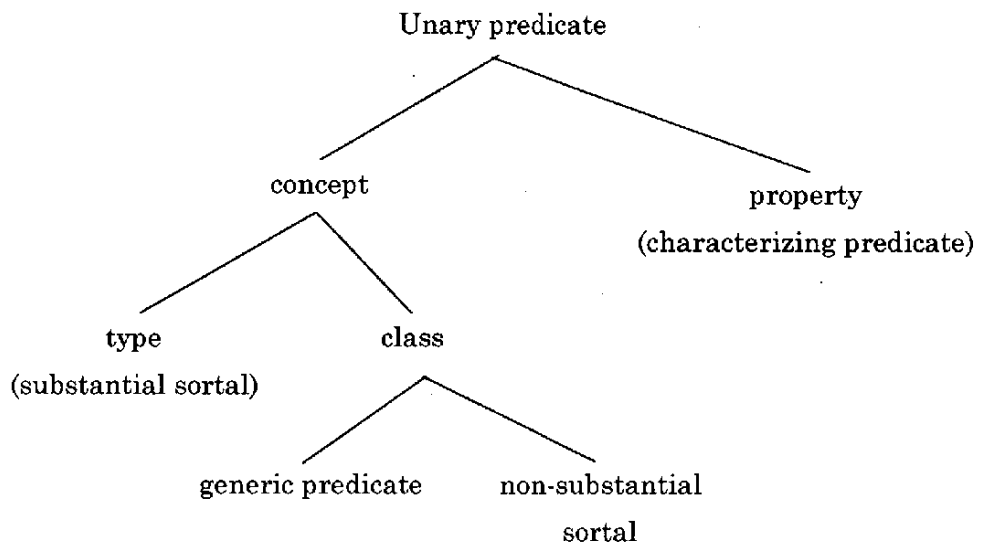 Unary predicate
concept
property
(characterizing predicate)
type
class
(substantial sortal)
generic predicate
non-substantial
sortal